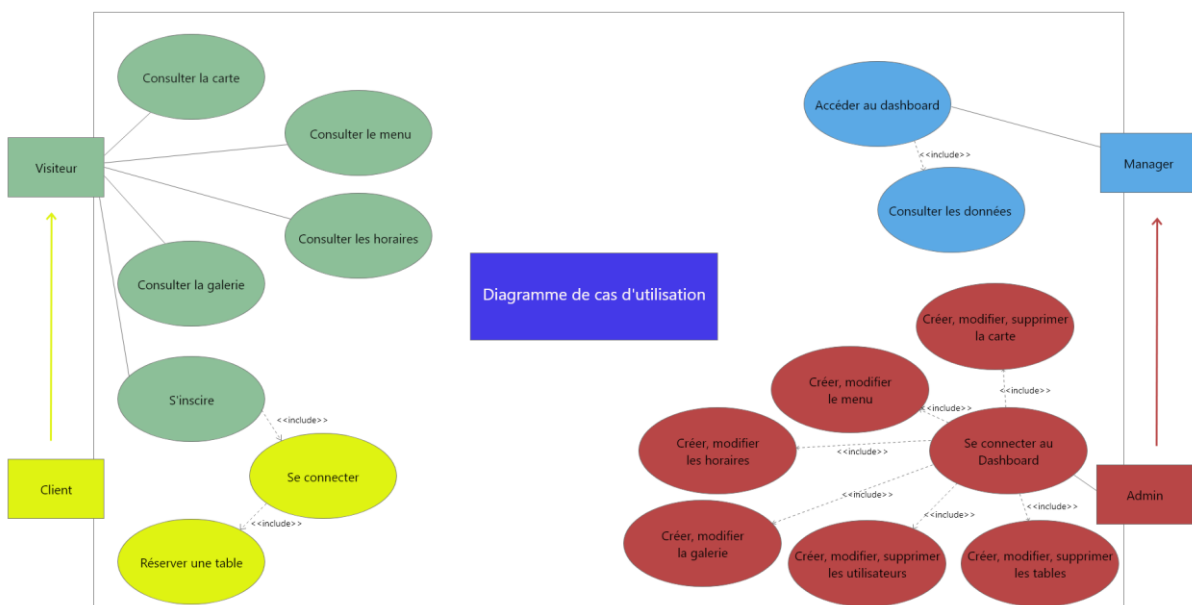 Consulter la carte
Consulter le menu
Visiteur
Consulter les horaires
Consulter la galerie
S'inscire
<<include>>
Se connecter
Client
<<include>>
Réserver une table
Diagramme de cas d'utilisation
Accéder au dashboard
<<include>>
Manager
Consulter les données
Créer, modifier, supprimer
la carte
<<include>>
Créer, modifier
le menu
<<include>>
Créer, modifier
les horaires
<<include>>
Se connecter au
Dashboard
<<include>>
Admin
<<include>>
<<include>>
Créer, modifier
la galerie
Créer, modifier, supprimer
les utilisateurs
Créer, modifier, supprimer
les tables